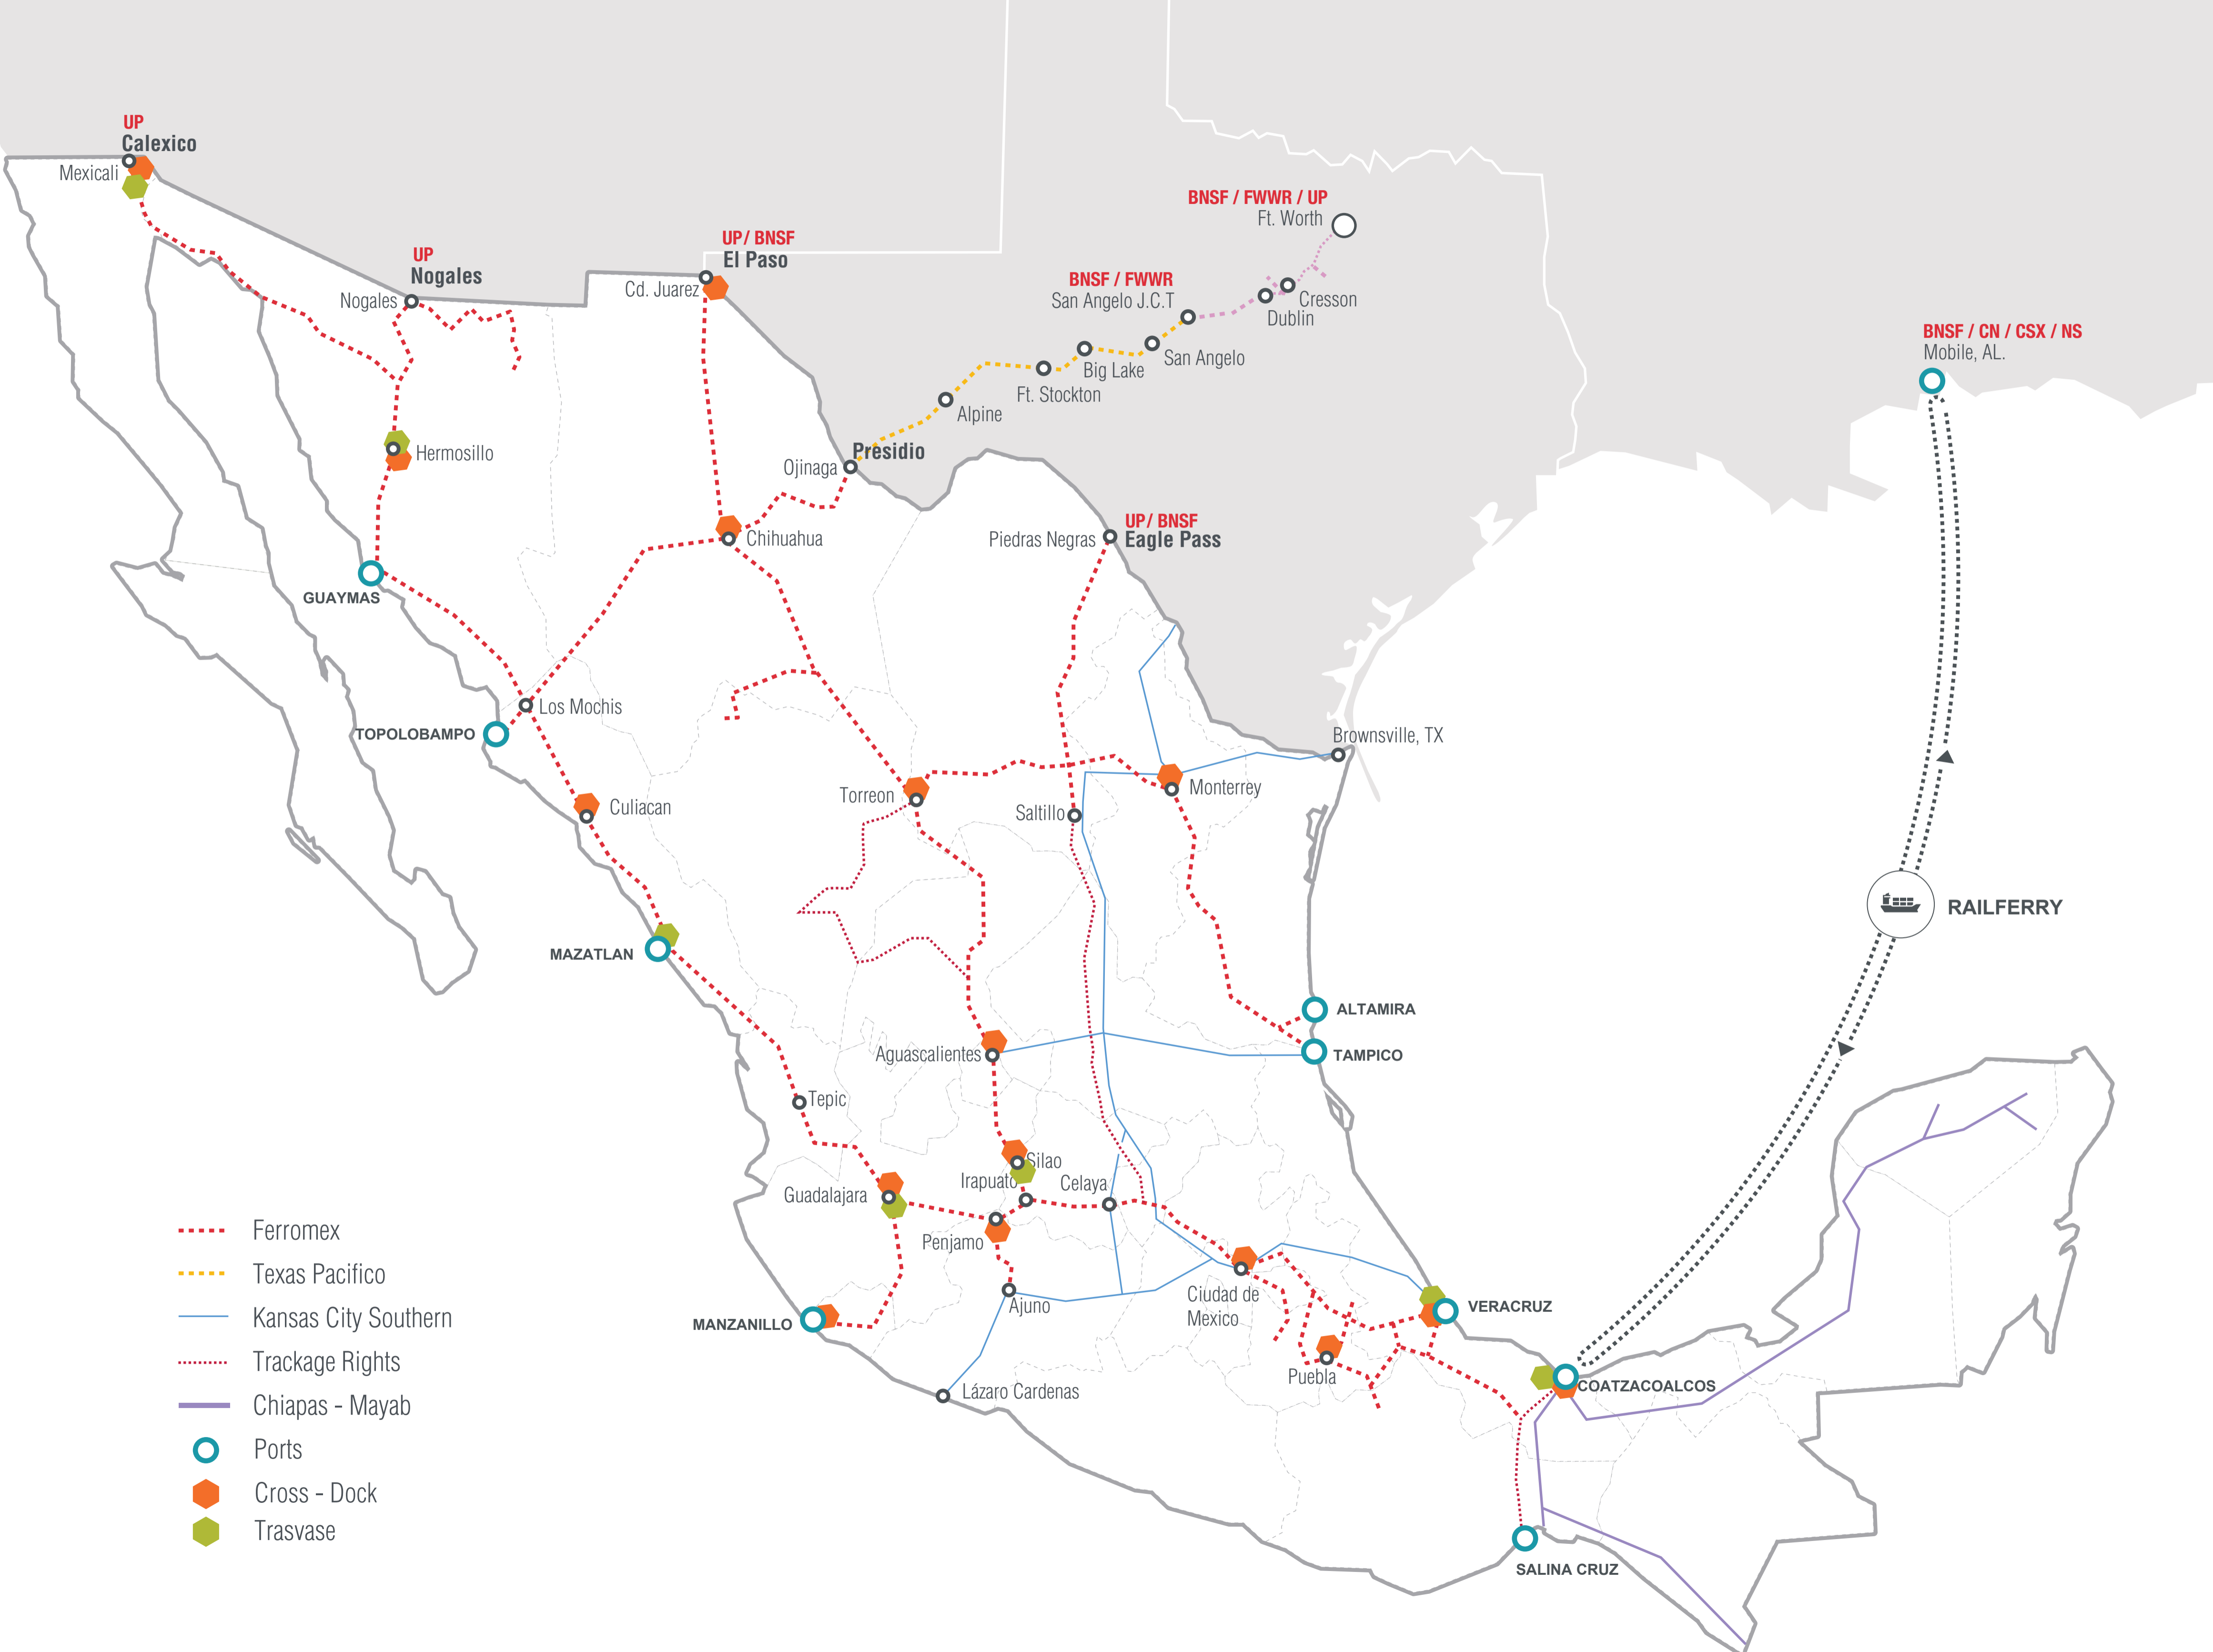 UP
Calexico
Mexicali
UP
Nogales
Nogales
UP/ BNSF
El Paso
Cd. Juarez
BNSF / FWWR / UP
Ft. Worth
BNSF / FWWR
San Angelo J.C.T
Cresson
Dublin
San Angelo
Big Lake
Ft. Stockton
Alpine
Presidio
Ojinaga
BNSF / CN / CSX / NS
Mobile, AL.
Hermosillo
Chihuahua
UP/ BNSF
Piedras Negras
Eagle Pass
GUAYMAS
Los Mochis
TOPOLOBAMPO
Brownsville, TX
Culiacan
Torreon
Monterrey
Saltillo
RAILFERRY
MAZATLAN
ALTAMIRA
TAMPICO
Aguascalientes
Tepic
Silao
Irapuato
Celaya
Guadalajara
Penjamo
Ajuno
Ciudad de
Mexico
VERACRUZ
MANZANILLO
Puebla
COATZACOALCOS
Lázaro Cardenas
SALINA CRUZ
Ferromex
Texas Pacifico
Kansas City Southern
Trackage Rights
Chiapas - Mayab
Ports
Cross - Dock
Trasvase